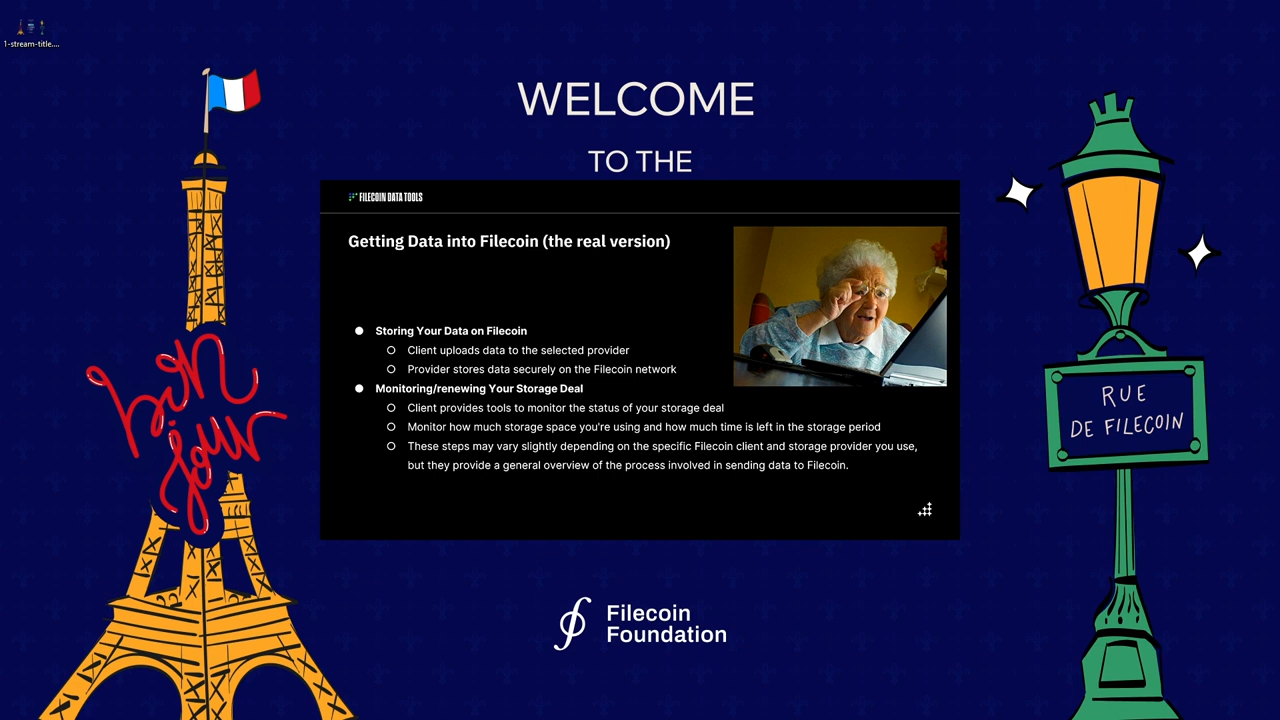 1-stream-title....
WELCOME
TO THE
FILECOIN DATA TOOLS
Getting Data into Filecoin (the real version)
● Storing Your Data on Filecoin
○ Client uploads data to the selected provider
○ Provider stores data securely on the Filecoin network
● Monitoring/renewing Your Storage Deal
○ Client provides tools to monitor the status of your storage deal
○ Monitor how much storage space you're using and how much time is left in the storage period
○ These steps may vary slightly depending on the specific Filecoin client and storage provider you use,
but they provide a general overview of the process involved in sending data to Filecoin.
bon
jour
RUE
DE FILECOIN
Filecoin
Foundation